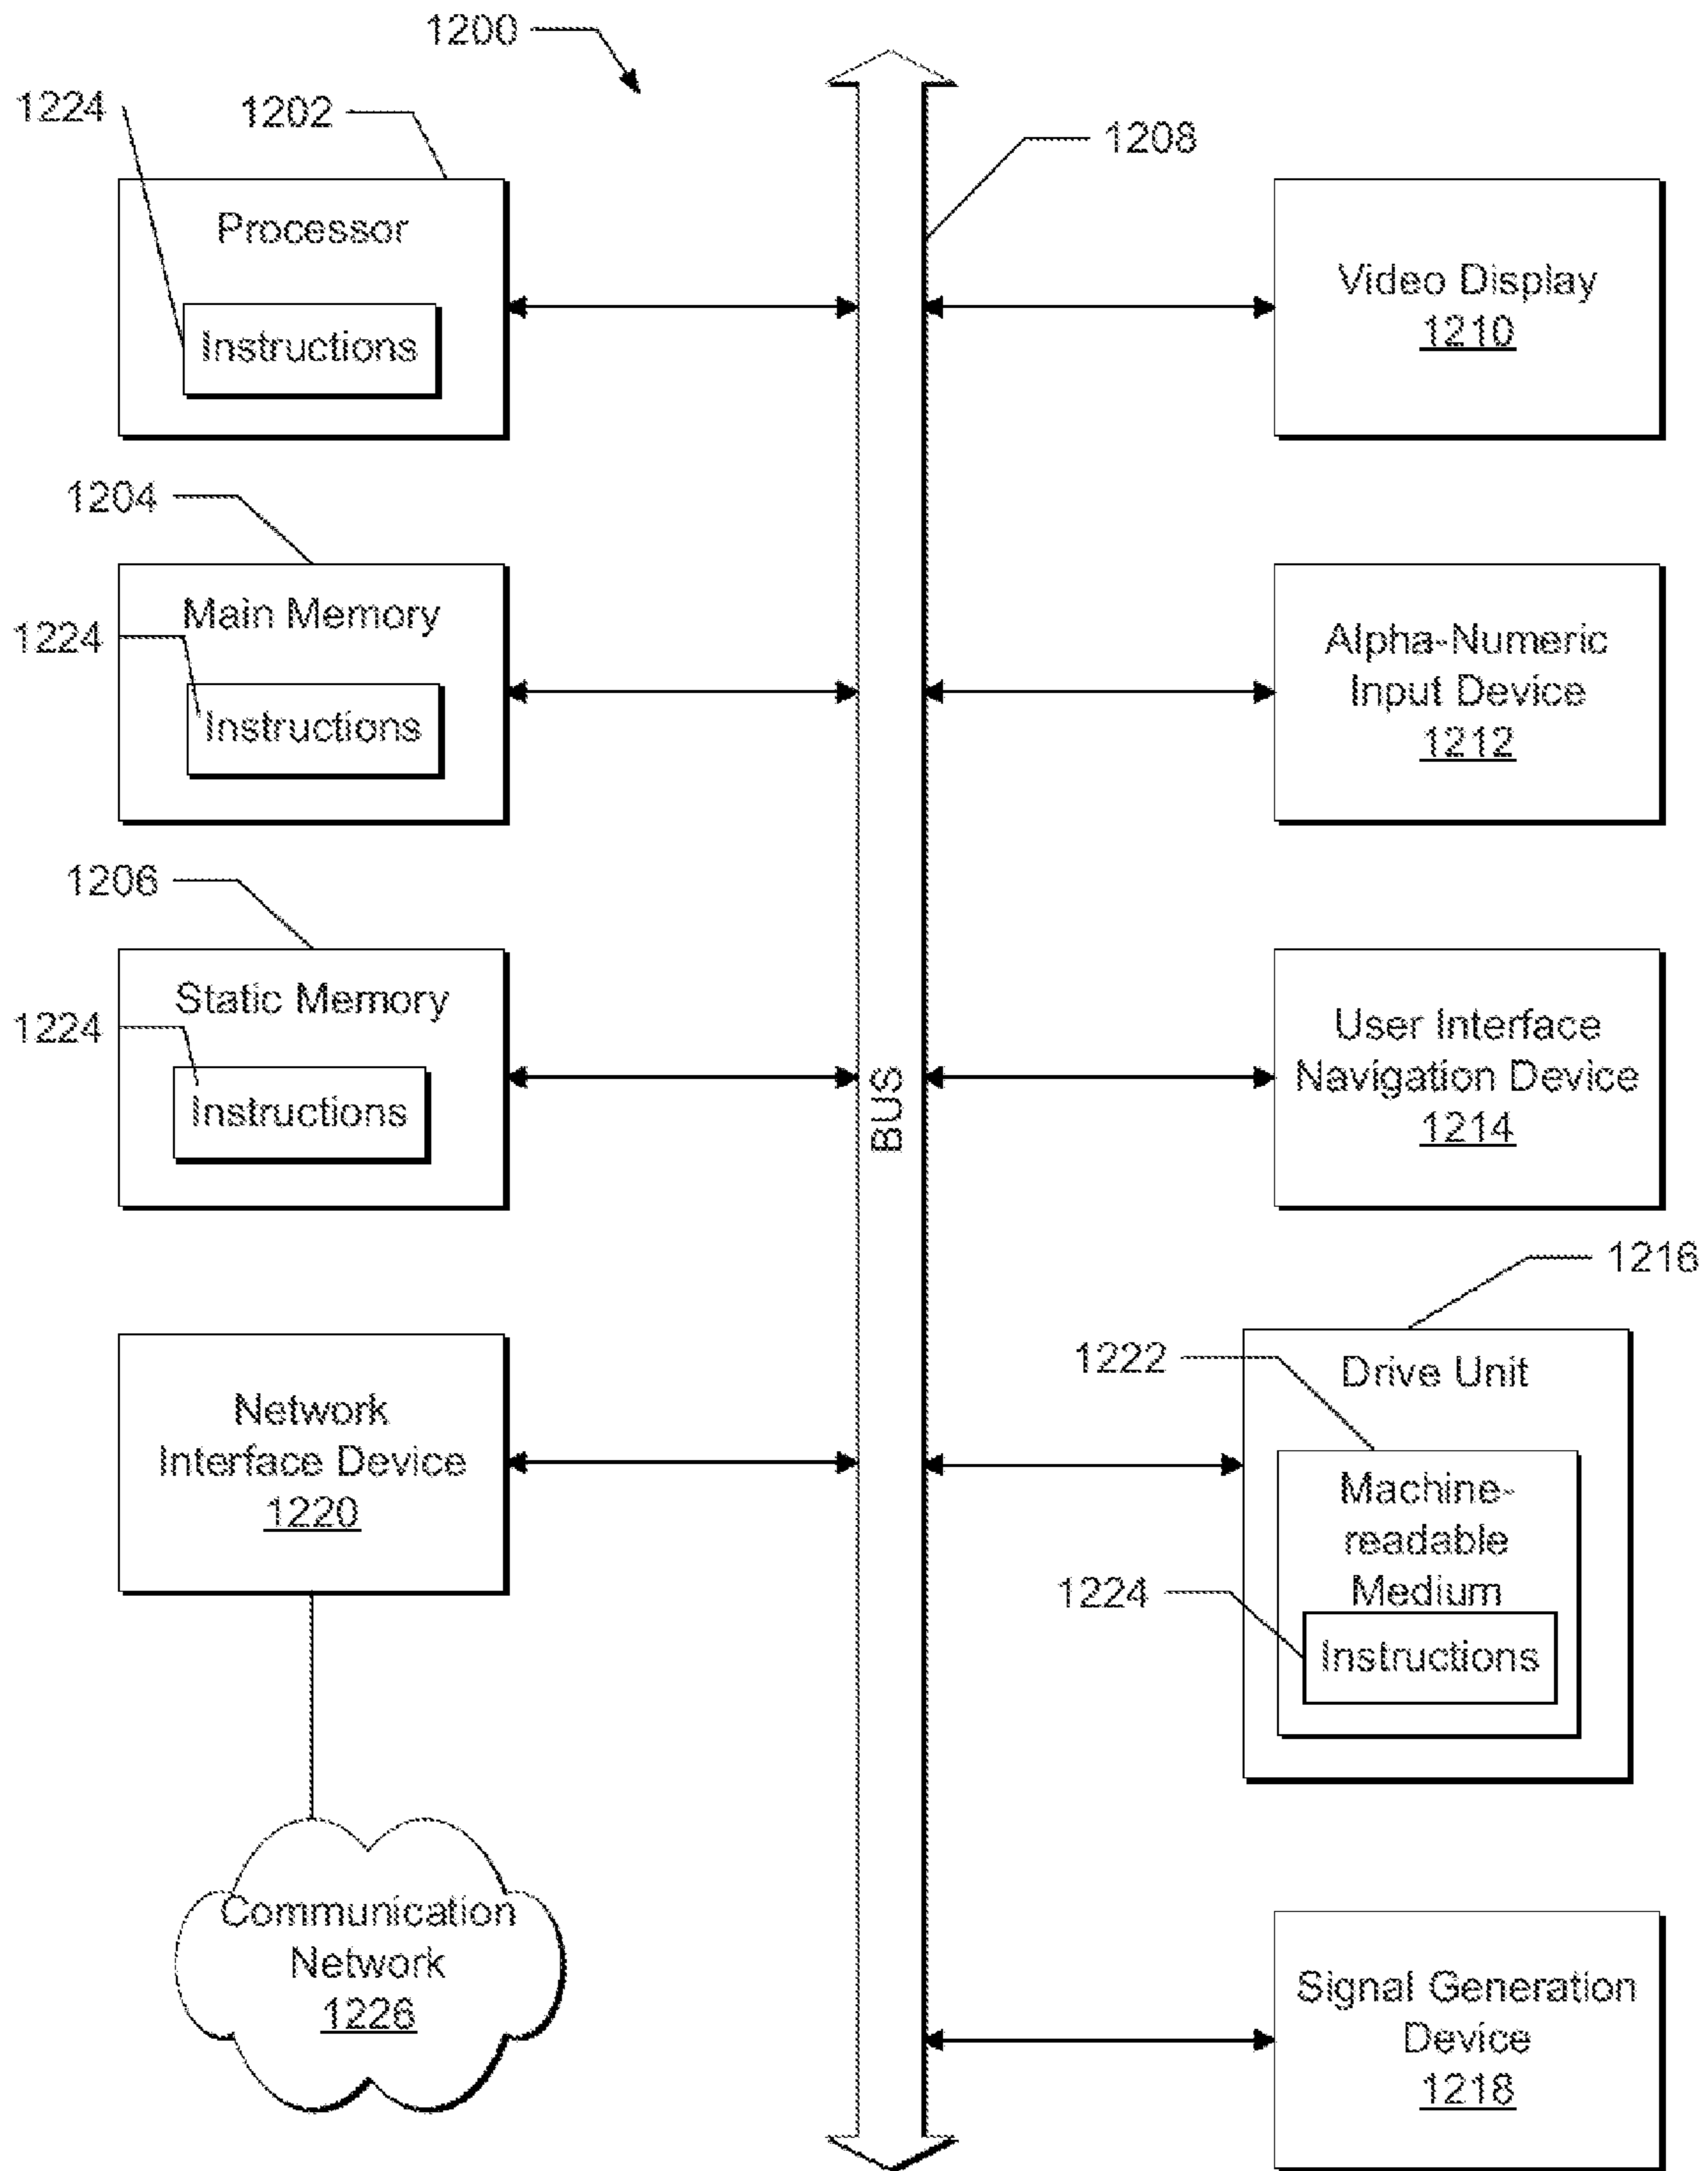 1200
1224
1202
1208
Processor
Instructions
Video Display
1210
1204
Main Memory
1224
Instructions
Alpha-Numeric
Input Device
1212
1206
Static Memory
1224
Instructions
BUS
User Interface
Navigation Device
1214
1216
Network
Interface Device
1220
1222
Drive Unit
Machine-
readable
Medium
1224
Instructions
Communication
Network
1226
Signal Generation
Device
1218